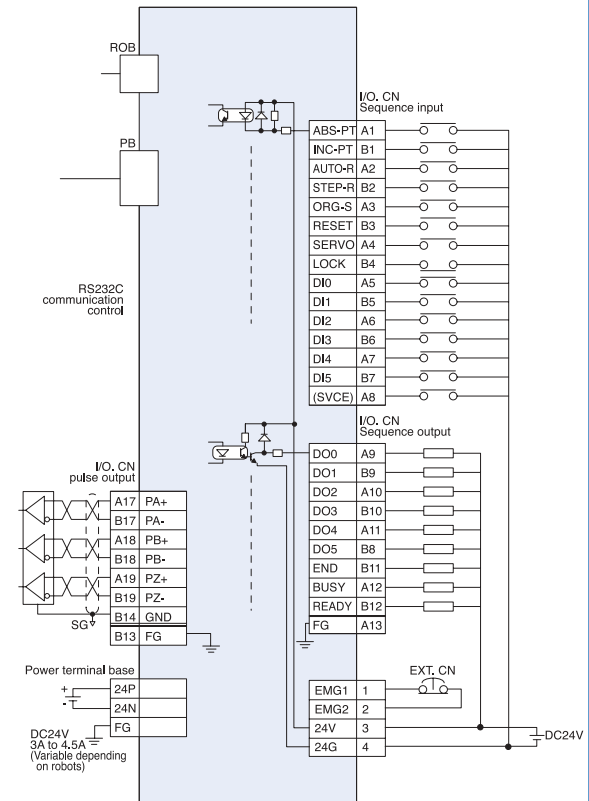 ROB
PB
RS232C
communication
control
I/O. CN
Sequence input
ABS-PT A1
INC-PT B1
AUTO-R A2
STEP-R B2
ORG-S A3
RESET B3
SERVO A4
LOCK B4
DI0 A5
DI1 B5
DI2 A6
DI3 B6
DI4 A7
DI5 B7
(SVCE) A8
I/O. CN
Sequence output
DO0 A9
DO1 B9
DO2 A10
DO3 B10
DO4 A11
DO5 B8
END B11
BUSY A12
READY B12
FG A13
I/O. CN
pulse output
A17 PA+
B17 PA-
A18 PB+
B18 PB-
A19 PZ+
B19 PZ-
B14 GND
SG
B13 FG
Power terminal base
+ 24P
- 24N
FG
DC24V
3A to 4.5A
(Variable depending
on robots)
EXT. CN
EMG1 1
EMG2 2
24V 3
24G 4
DC24V